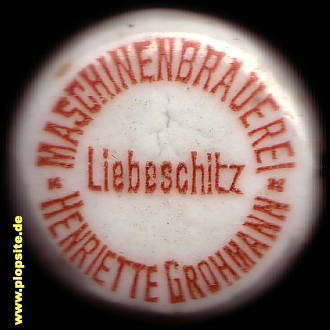 MASCHINENBRAUEREI
Liebeschitz
* HENRIETTE GROHMANN *
www.plopsite.de